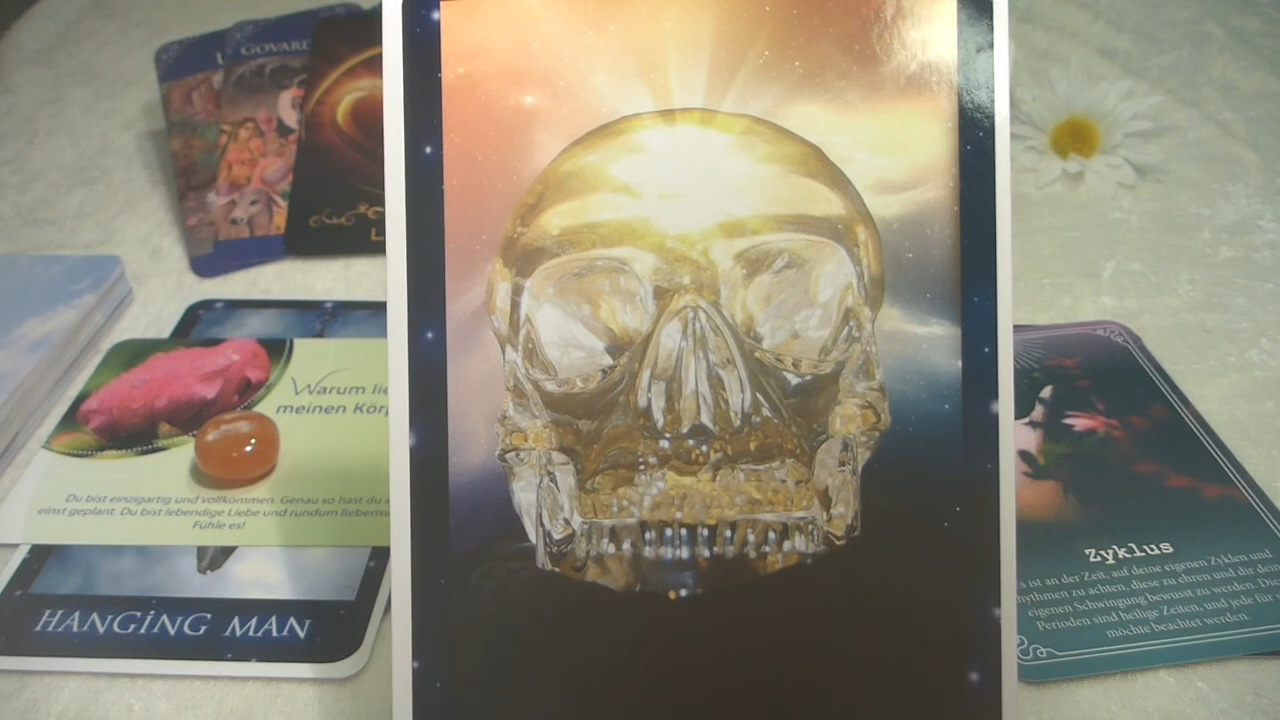 GOVARD
L
Warum lie
meinen Körp
Du bist einzigartig und vollkommen. Genau so hast du
einst geplant. Du bist lebendige Liebe und rundum liebensw
Fühle es!
HANGING MAN
Zyklus
s ist an der Zeit, auf deine eigenen Zyklen und
hythmen zu achten, diese zu ehren und dir dein
eigenen Schwingung bewusst zu werden. Die
Perioden sind heilige Zeiten, und jede für s
möchte beachtet werden.